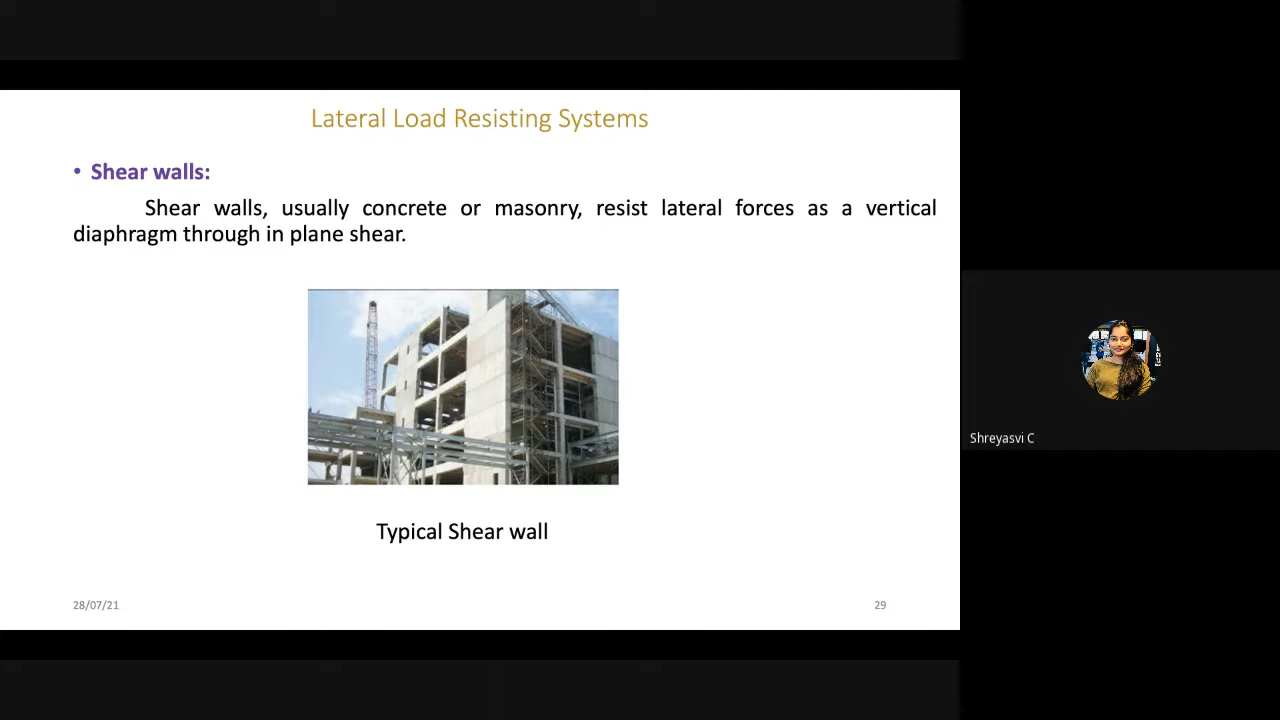 Lateral Load Resisting Systems
• Shear walls:
Shear walls, usually concrete or masonry, resist lateral forces as a vertical
diaphragm through in plane shear.
Typical Shear wall
28/07/21
29
Shreyasvi C